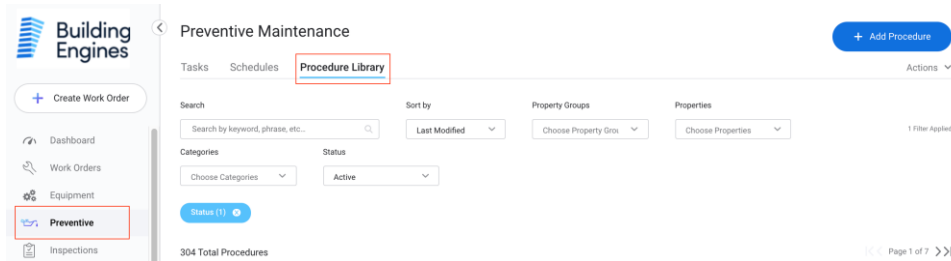 Building
Engines
Preventive Maintenance
+ Add Procedure
Tasks Schedules Procedure Library
Actions
+ Create Work Order
Search Sort by Property Groups Properties
Search by keyword, phrase, etc... Last Modified Choose Property Grou Choose Properties
1 Filter Applied
Dashboard
Categories Status
Work Orders
Choose Categories Active
Equipment
Status (1)
Preventive
Inspections
304 Total Procedures
Page 1 of 7